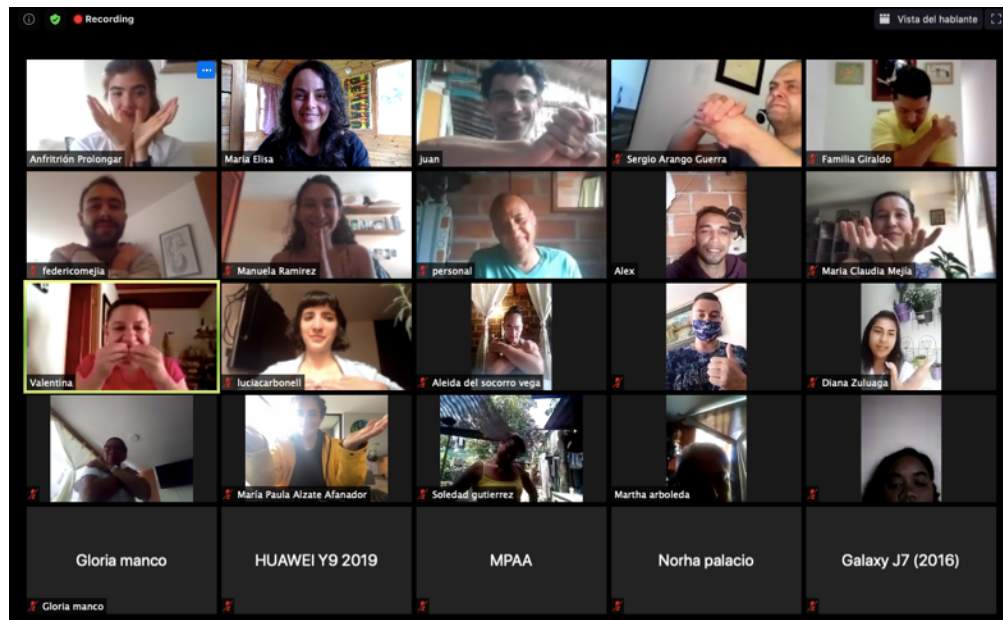 Recording
Vista del hablante
Anfritrión Prolongar
María Elisa
juan
Sergio Arango Guerra
Familia Giraldo
federicomejia
Manuela Ramirez
personal
Alex
Maria Claudia Mejía
Valentina
luciacarbonell
Aleida del socorro vega
Diana Zuluaga
María Paula Alzate Afanador
Soledad gutierrez
Martha arboleda
Gloria manco
HUAWEI Y9 2019
MPAA
Norha palacio
Galaxy J7 (2016)
Gloria manco